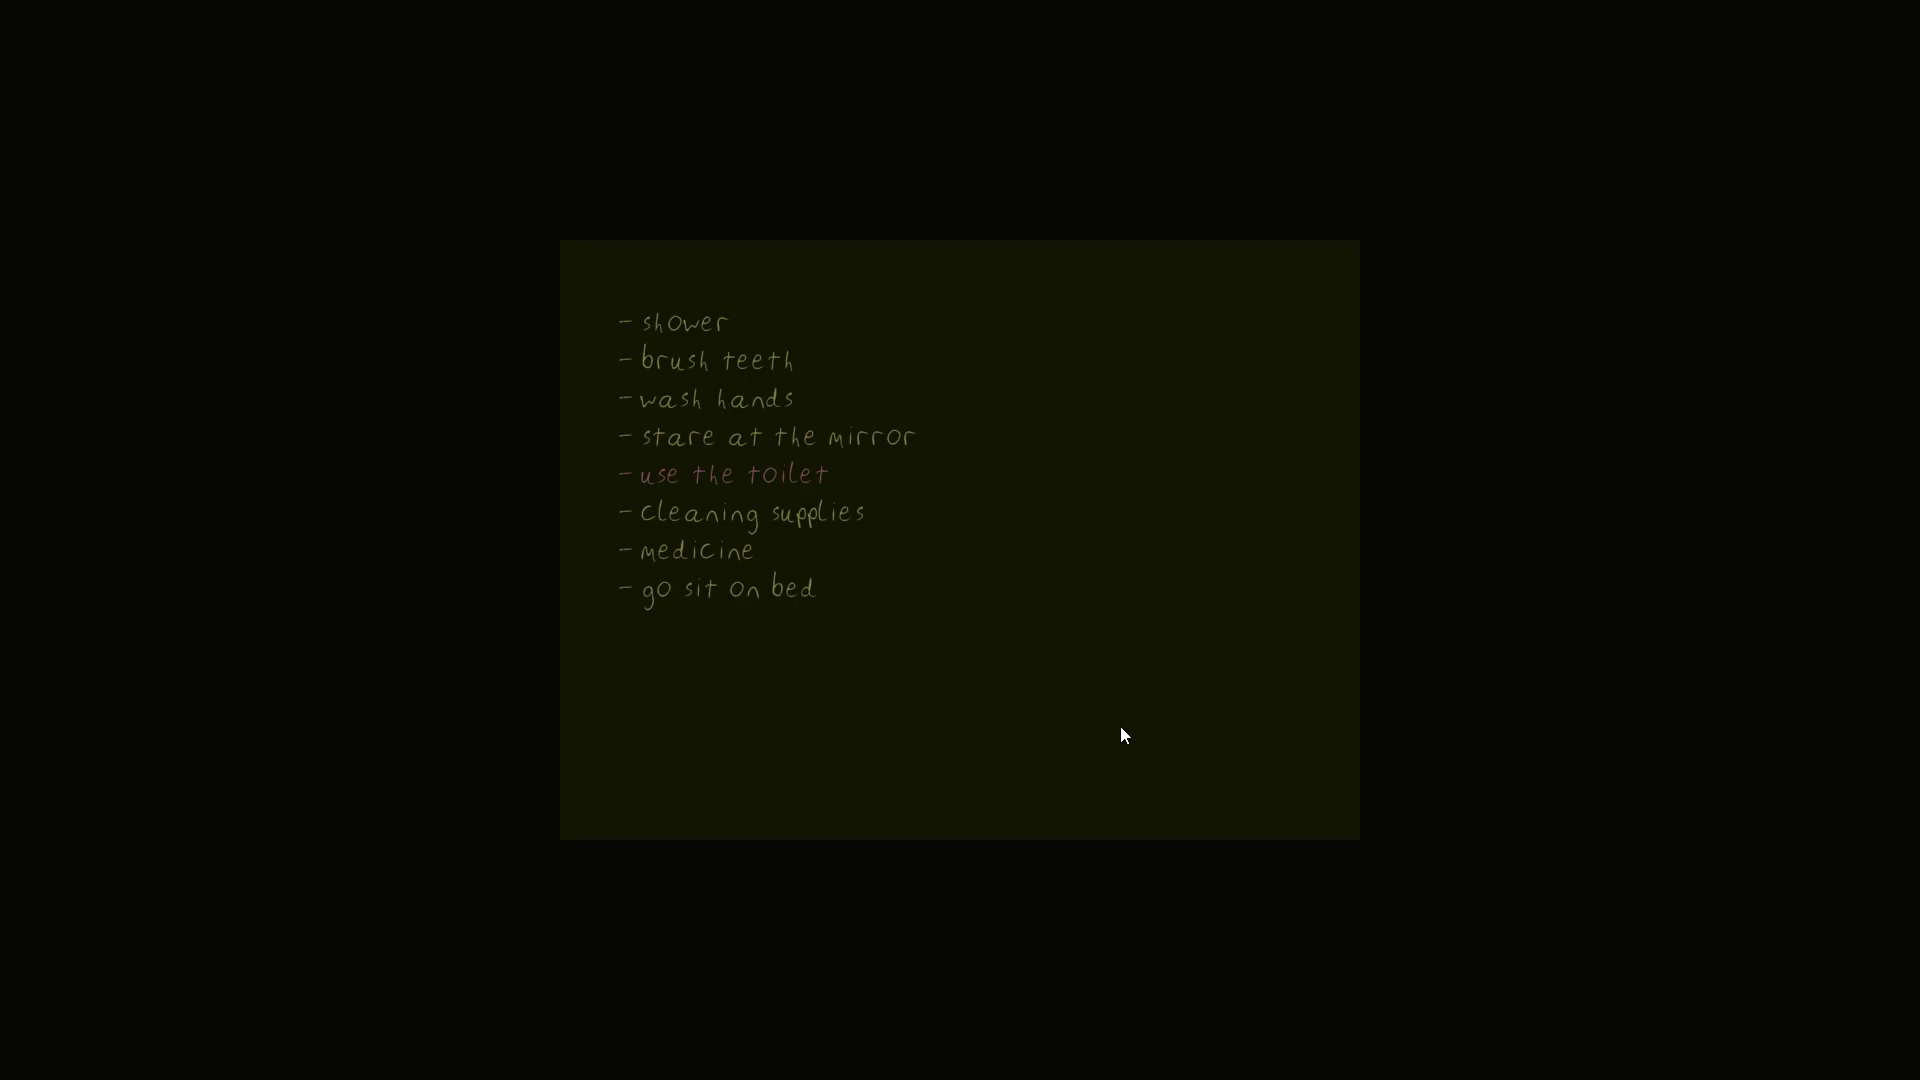 - shower
- brush teeth
- wash hands
- stare at the mirror
- use the toilet
- cleaning supplies
- medicine
- go sit on bed